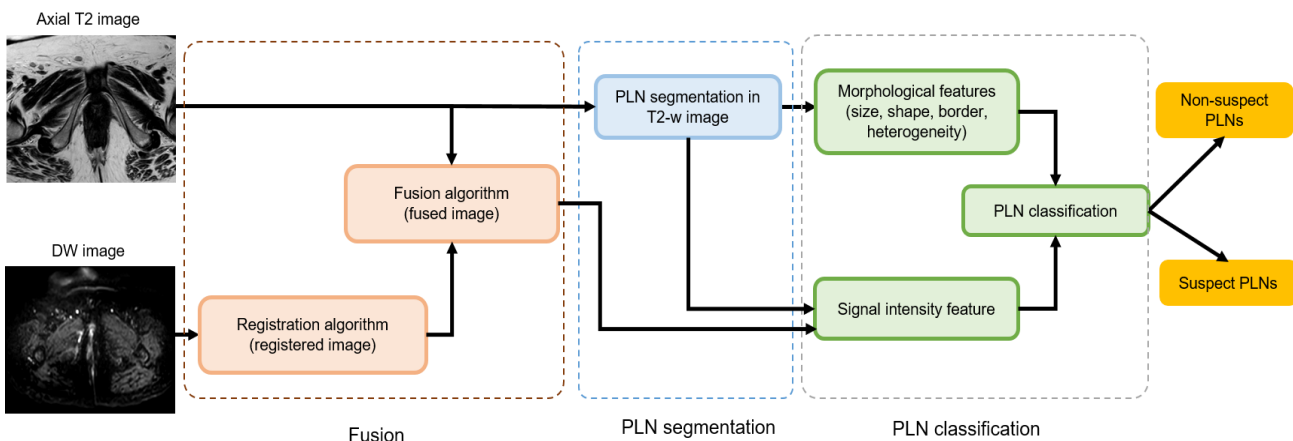 Axial T2 image
PLN segmentation in
T2-w image
Morphological features
(size, shape, border,
heterogeneity)
Non-suspect
PLNs
Fusion algorithm
(fused image)
PLN classification
DW image
Suspect PLNs
Registration algorithm
(registered image)
Signal intensity feature
Fusion
PLN segmentation
PLN classification